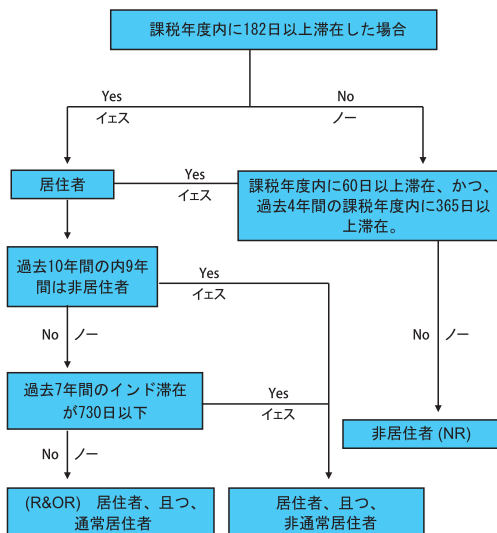 課税年度内に182日以上滞在した場合
Yes
イェス
No
ノー
居住者
Yes
イェス
課税年度内に60日以上滞在、かつ、
過去4年間の課税年度内に365日以
上滞在。
過去10年間の内9年
間は非居住者
Yes
イェス
No ノー
No ノー
過去7年間のインド滞在
が730日以下
Yes
イェス
非居住者 (NR)
No ノー
(R&OR) 居住者、且つ、
通常居住者
居住者、且つ、
非通常居住者